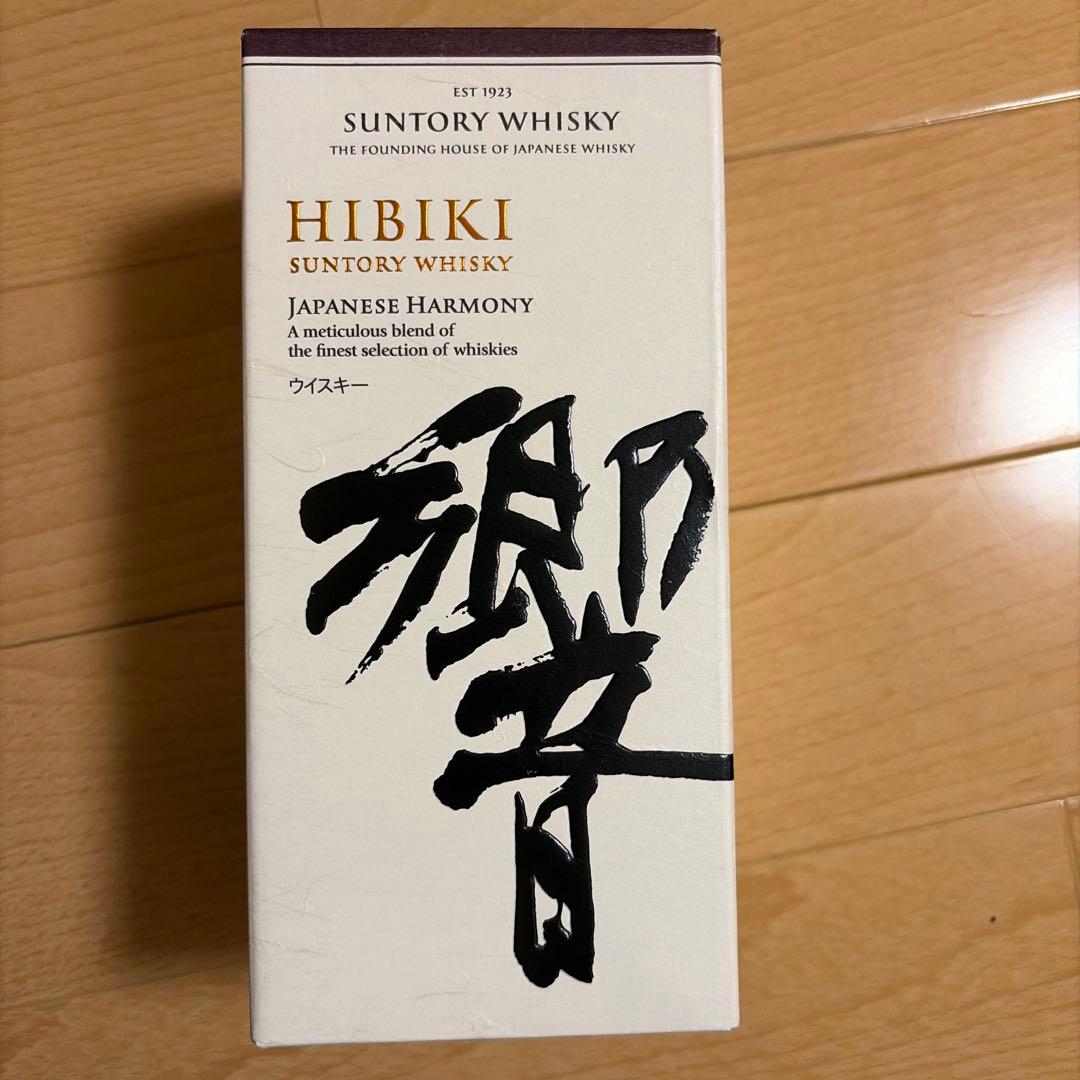 EST 1923
SUNTORY WHISKY
THE FOUNDING HOUSE OF JAPANESE WHISKY
HIBIKI
SUNTORY WHISKY
JAPANESE HARMONY
A meticulous blend of
the finest selection of whiskies
ウイスキー
響